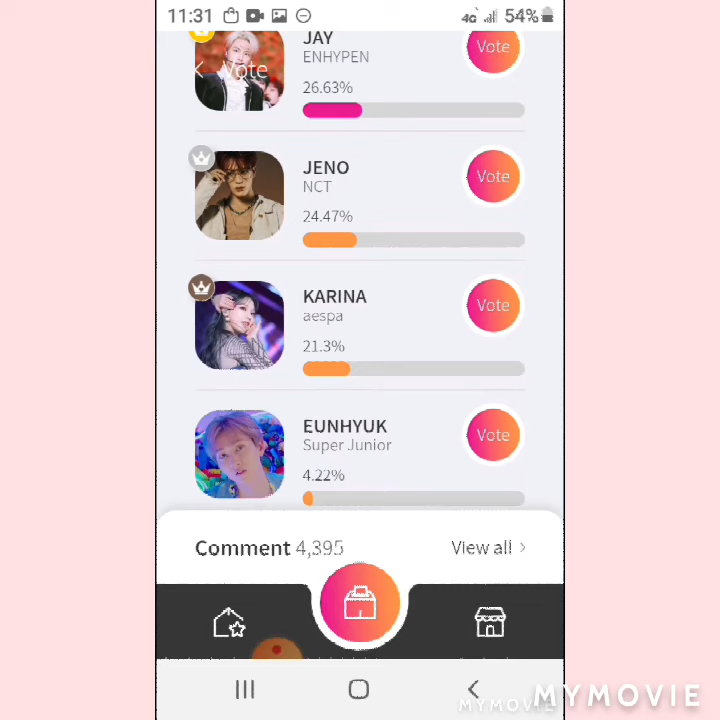 11:31
4G 54%
JAY
Vote
ENHYPEN
Vote
26.63%
JENO
NCT
Vote
24.47%
KARINA
aespa
Vote
21.3%
EUNHYUK
Super Junior
Vote
4.22%
Comment 4,395
View all >
MYMOVIE
MYMOVIE